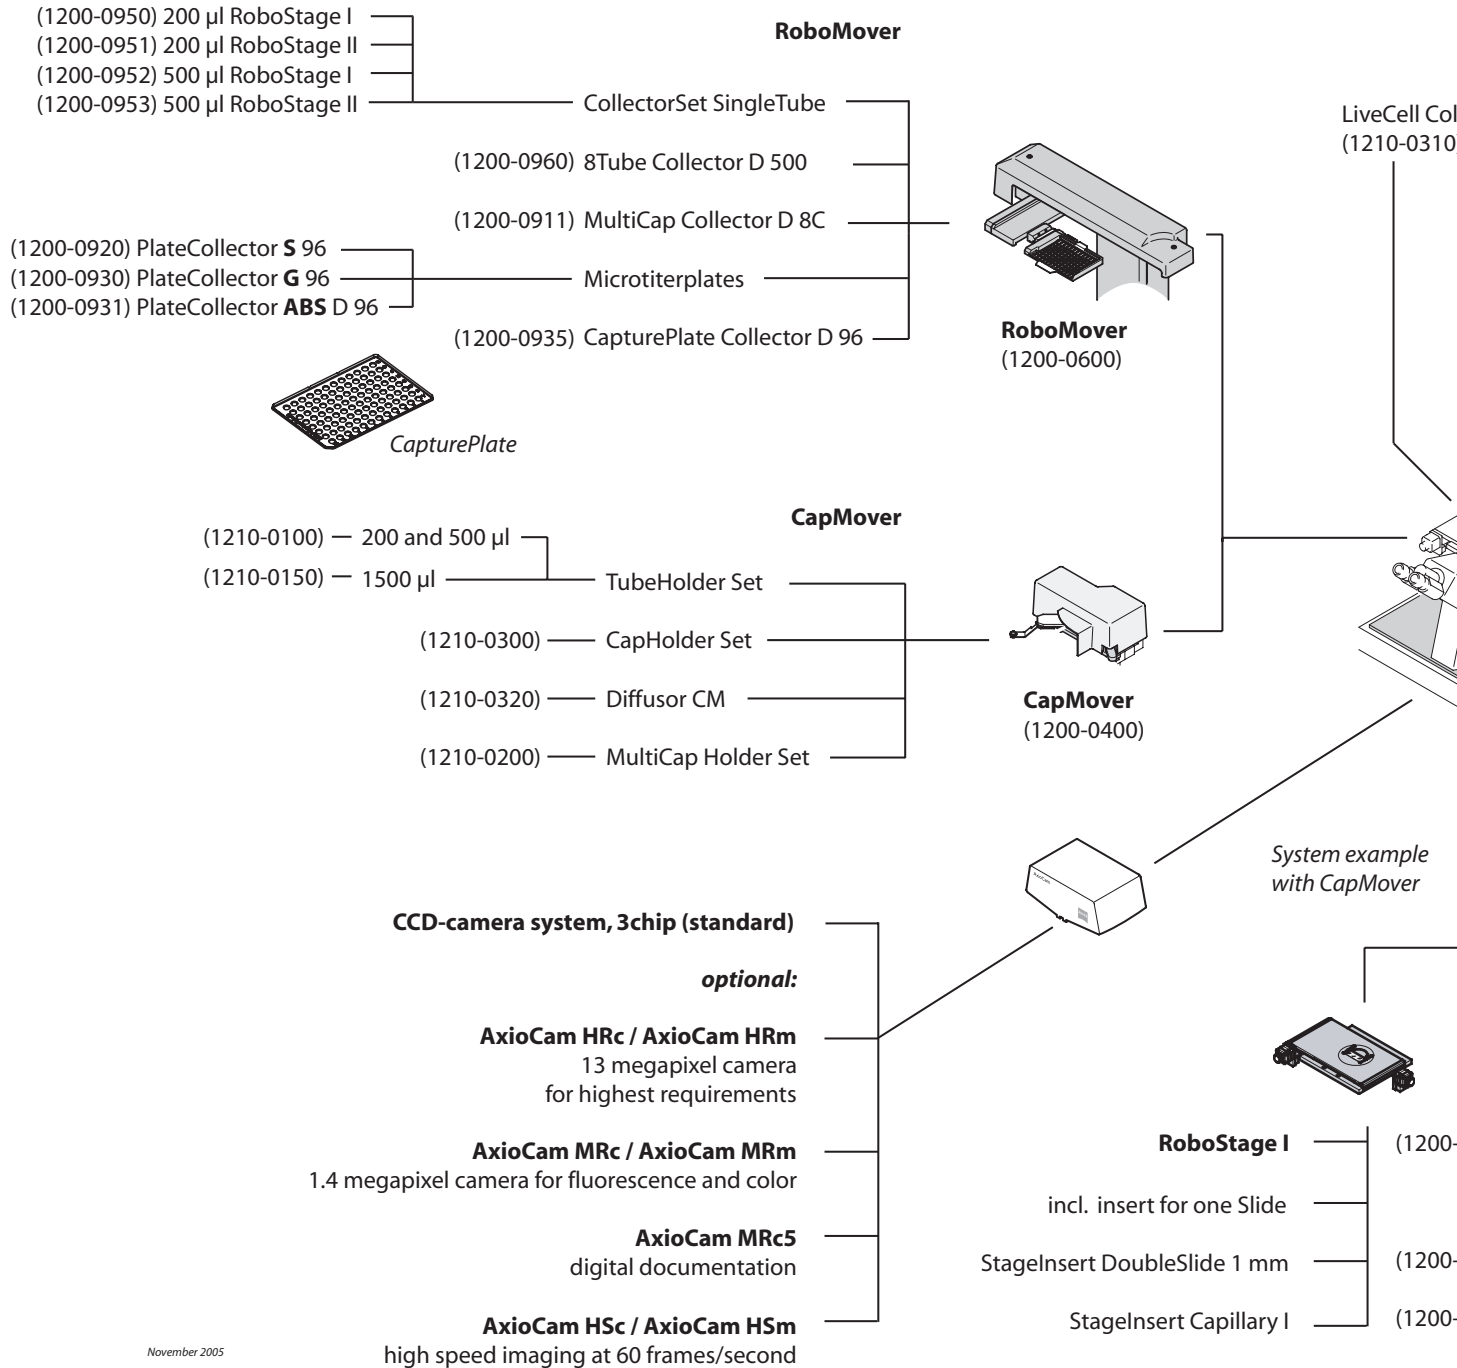 (1200-0950) 200 µl RoboStage I
(1200-0951) 200 µl RoboStage II
(1200-0952) 500 µl RoboStage I
(1200-0953) 500 µl RoboStage II
RoboMover
CollectorSet SingleTube
(1200-0960) 8Tube Collector D 500
(1200-0911) MultiCap Collector D 8C
(1200-0920) PlateCollector S 96
(1200-0930) PlateCollector G 96
(1200-0931) PlateCollector ABS D 96
Microtiterplates
(1200-0935) CapturePlate Collector D 96
CapturePlate
RoboMover
(1200-0600)
LiveCell Col
(1210-0310)
CapMover
(1210-0100) — 200 and 500 µl
(1210-0150) — 1500 µl
TubeHolder Set
(1210-0300) — CapHolder Set
(1210-0320) — Diffusor CM
(1210-0200) — MultiCap Holder Set
CapMover
(1200-0400)
System example
with CapMover
CCD-camera system, 3chip (standard)
optional:
AxioCam HRc / AxioCam HRm
13 megapixel camera
for highest requirements
AxioCam MRc / AxioCam MRm
1.4 megapixel camera for fluorescence and color
AxioCam MRc5
digital documentation
AxioCam HSc / AxioCam HSm
high speed imaging at 60 frames/second
RoboStage I (1200-
incl. insert for one Slide
StageInsert DoubleSlide 1 mm (1200-
StageInsert Capillary I (1200-
November 2005